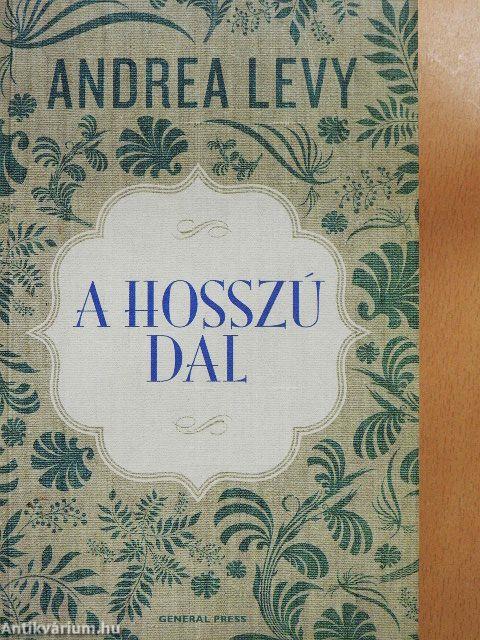 ANDREA LEVY
A HOSSZÚ
DAL
GENERAL PRESS
Antikvárium.hu